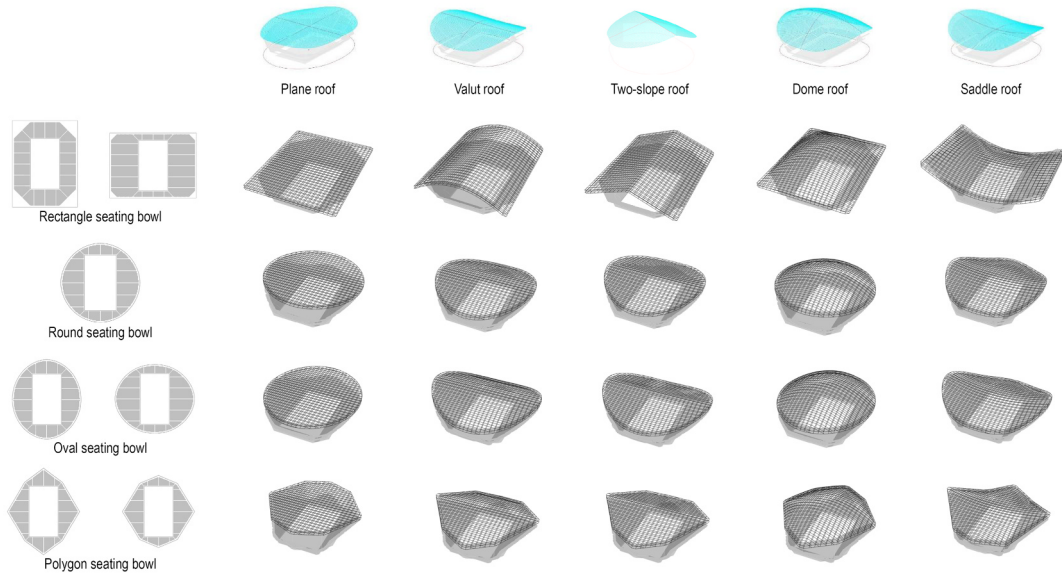 Plane roof
Valut roof
Two-slope roof
Dome roof
Saddle roof
Rectangle seating bowl
Round seating bowl
Oval seating bowl
Polygon seating bowl